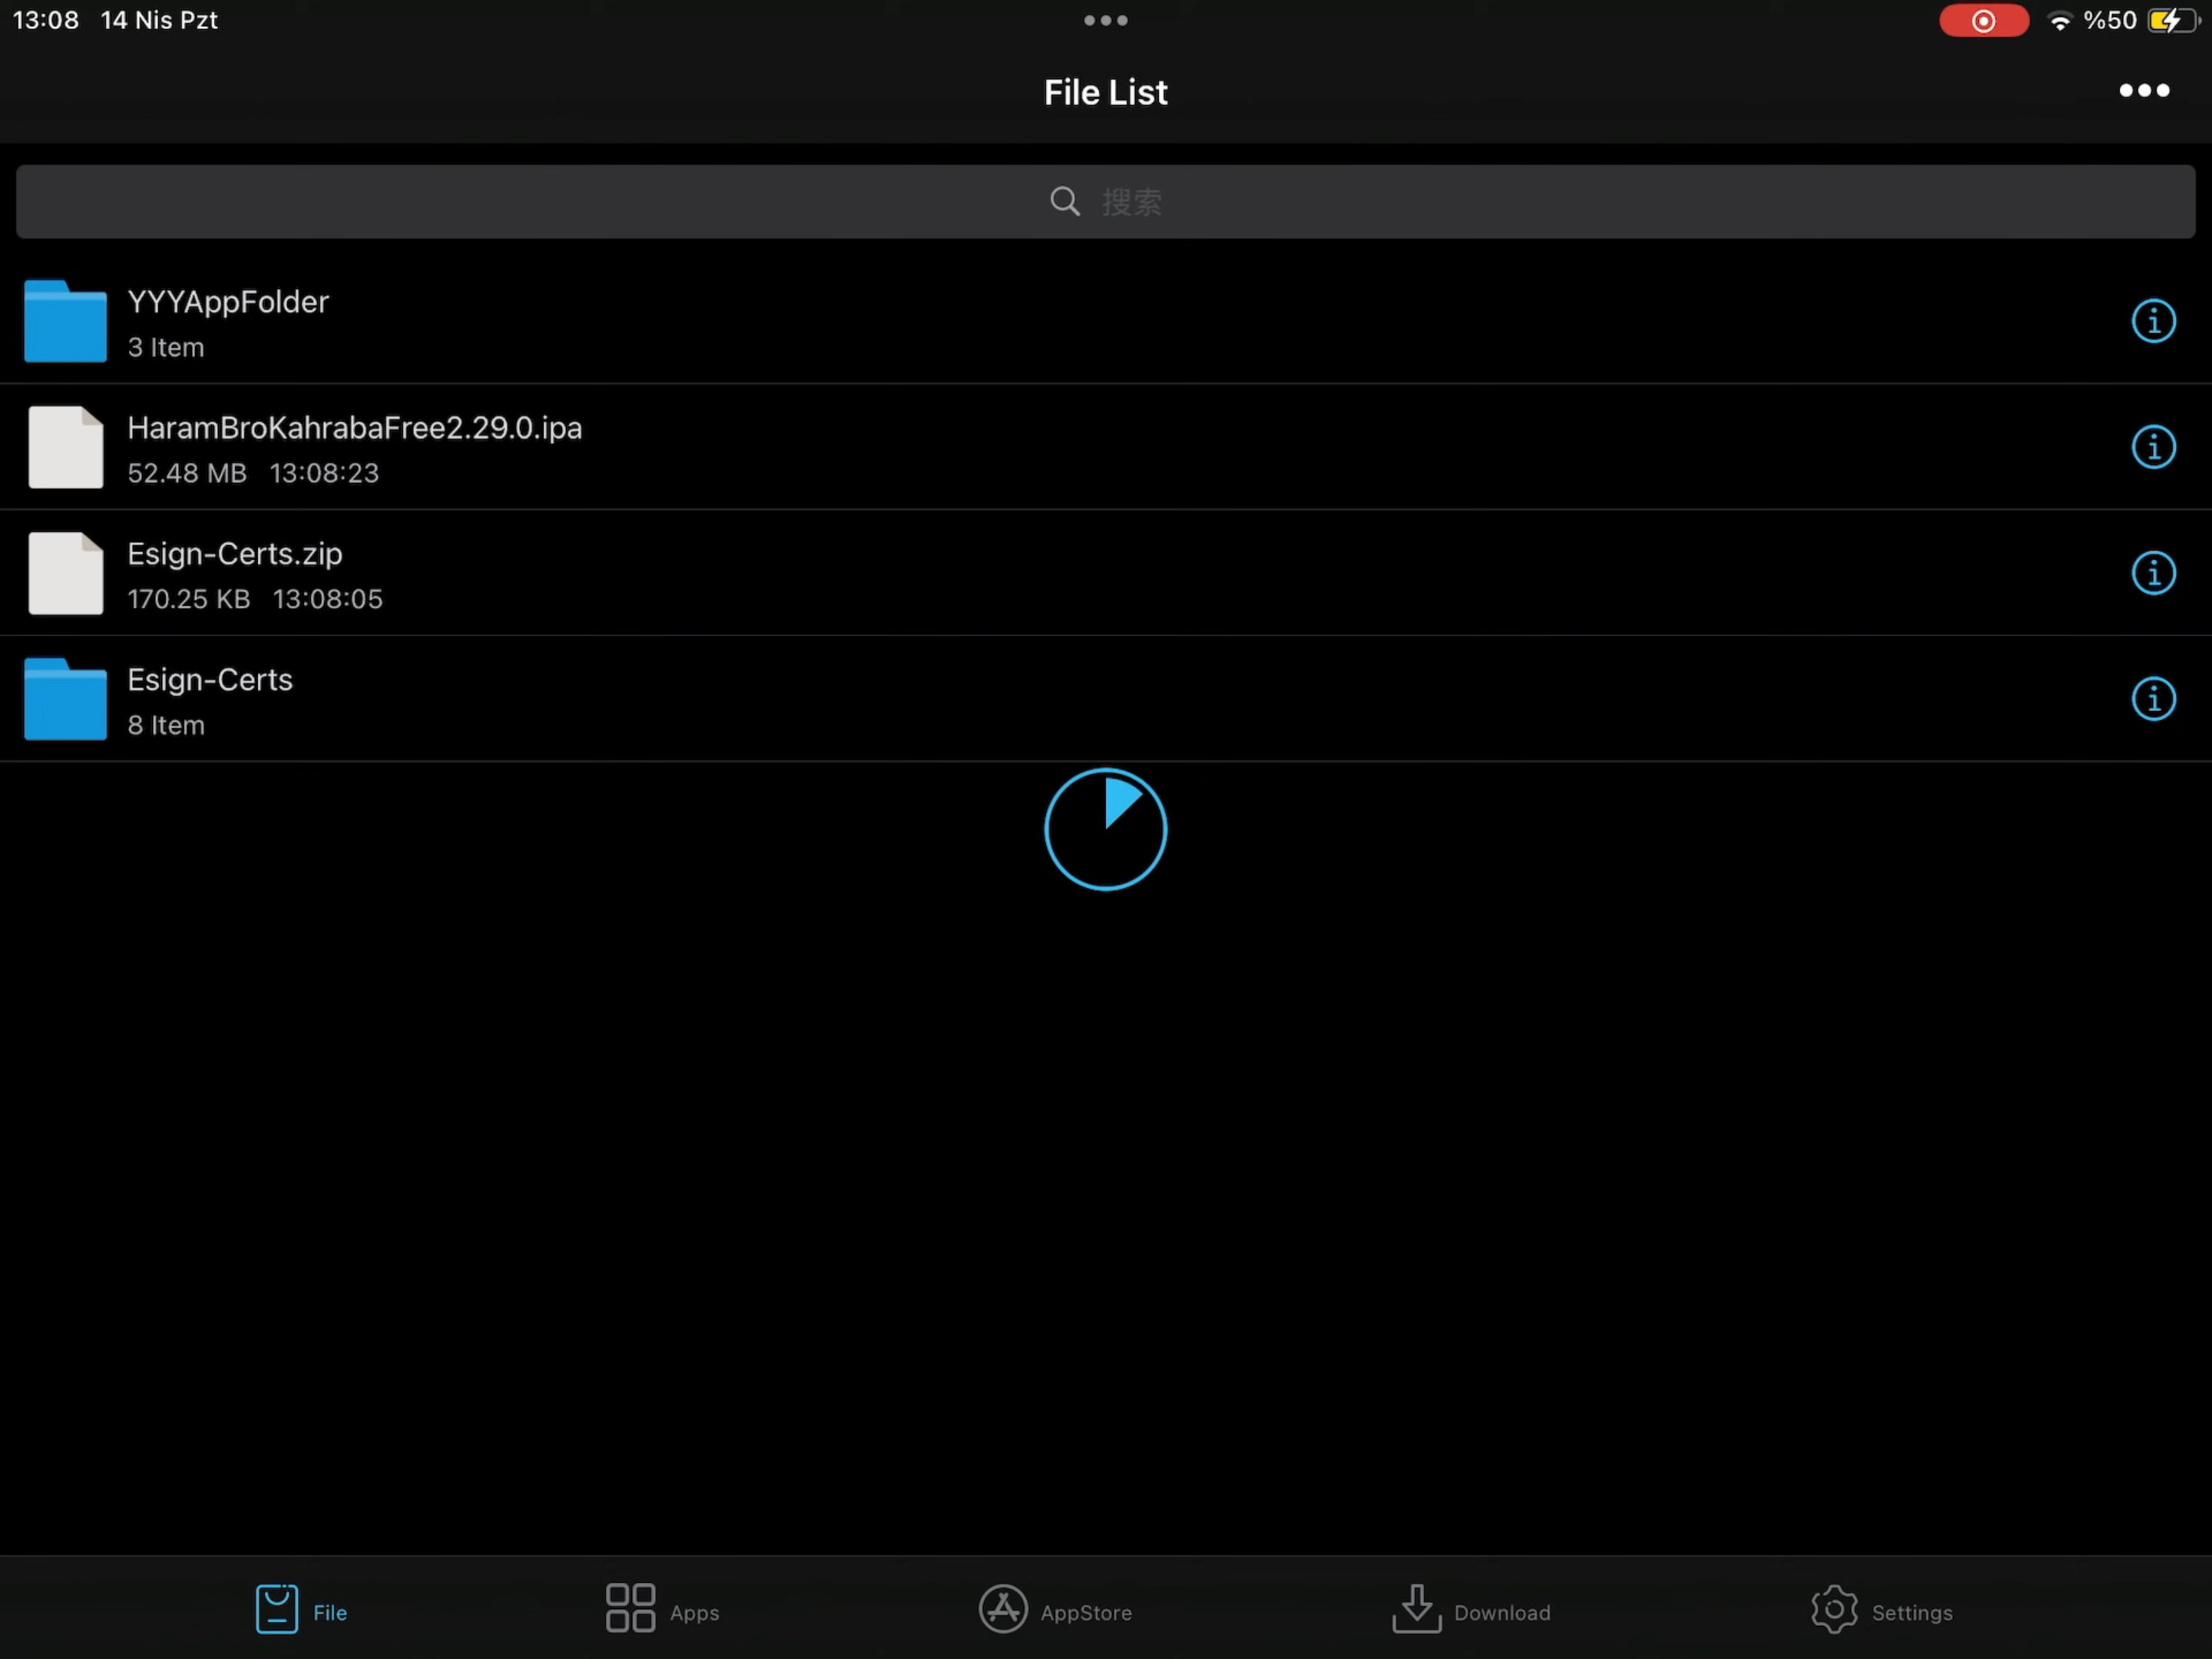 13:08 14 Nis Pzt
%50
File List
搜索
YYYAppFolder
3 Item
HaramBroKahrabaFree2.29.0.ipa
52.48 MB 13:08:23
Esign-Certs.zip
170.25 KB 13:08:05
Esign-Certs
8 Item
File
Apps
AppStore
Download
Settings